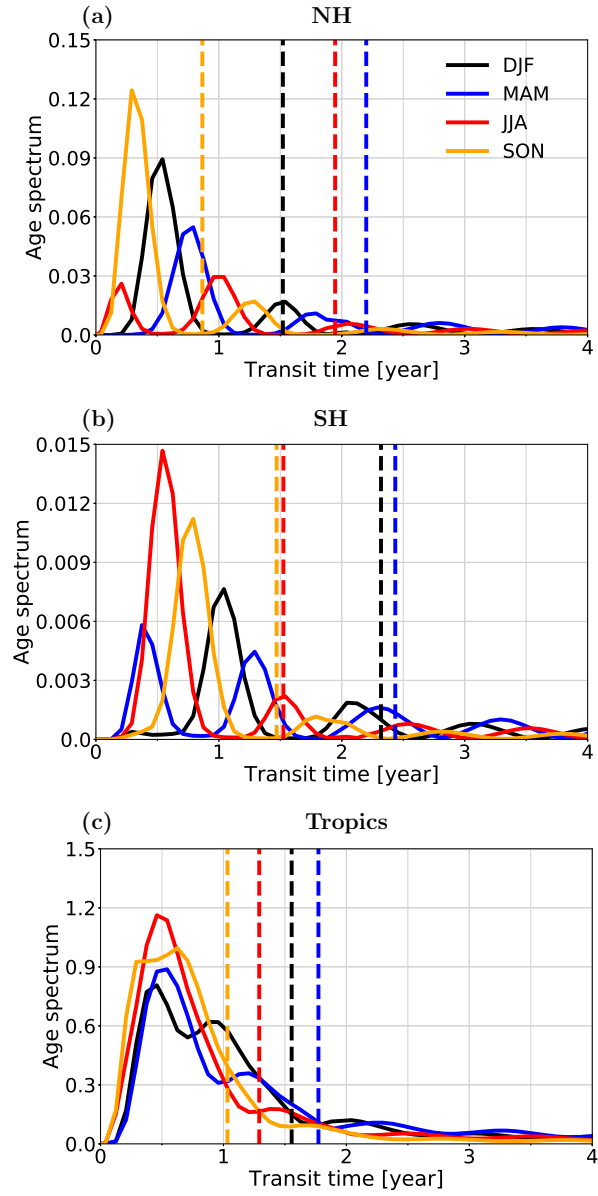 (a) NH
0.15
0.12
0.09
0.06
0.03
0.0
Age spectrum
DJF
MAM
JJA
SON
0 1 2 3 4
Transit time [year]
(b) SH
0.015
0.012
0.009
0.006
0.003
0.0
Age spectrum
0 1 2 3 4
Transit time [year]
(c) Tropics
1.5
1.2
0.9
0.6
0.3
0.0
Age spectrum
0 1 2 3 4
Transit time [year]